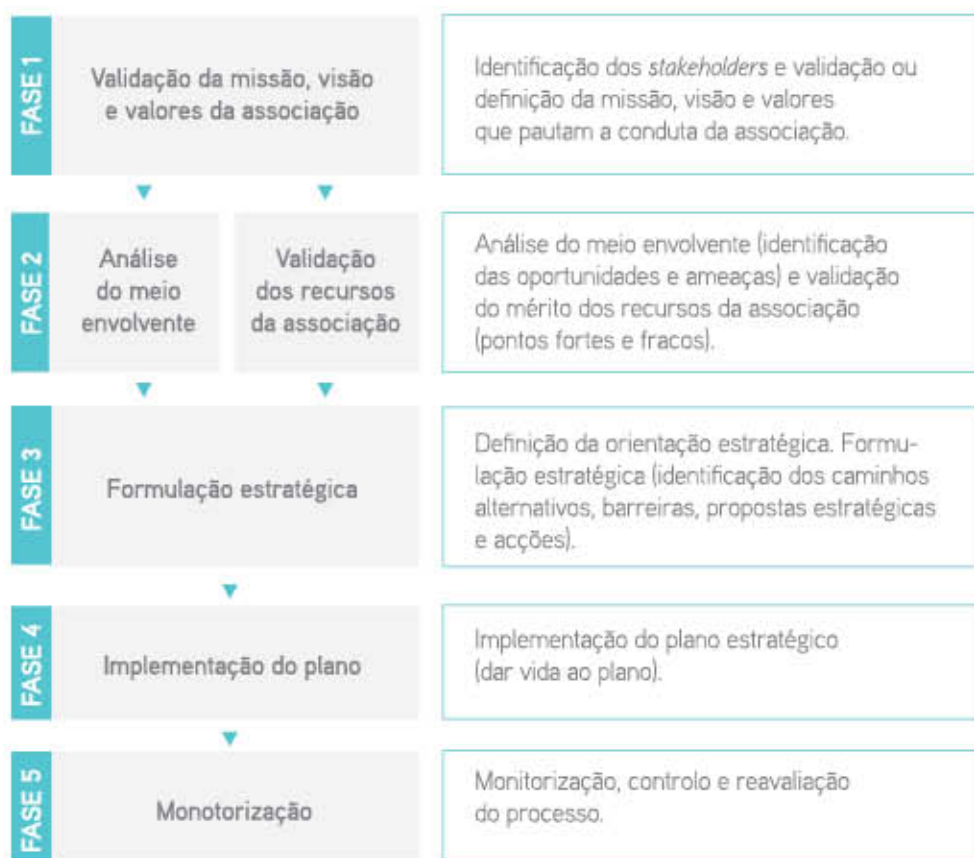 FASE 1
Validação da missão, visão
e valores da associação
Identificação dos stakeholders e validação ou
definição da missão, visão e valores
que pautam a conduta da associação.
FASE 2
Análise
do meio
envolvente
Validação
dos recursos
da associação
Análise do meio envolvente (identificação
das oportunidades e ameaças) e validação
do mérito dos recursos da associação
(pontos fortes e fracos).
FASE 3
Formulação estratégica
Definição da orientação estratégica. Formu-
lação estratégica (identificação dos caminhos
alternativos, barreiras, propostas estratégicas
e acções).
FASE 4
Implementação do plano
Implementação do plano estratégico
(dar vida ao plano).
FASE 5
Monotorização
Monitorização, controlo e reavaliação
do processo.